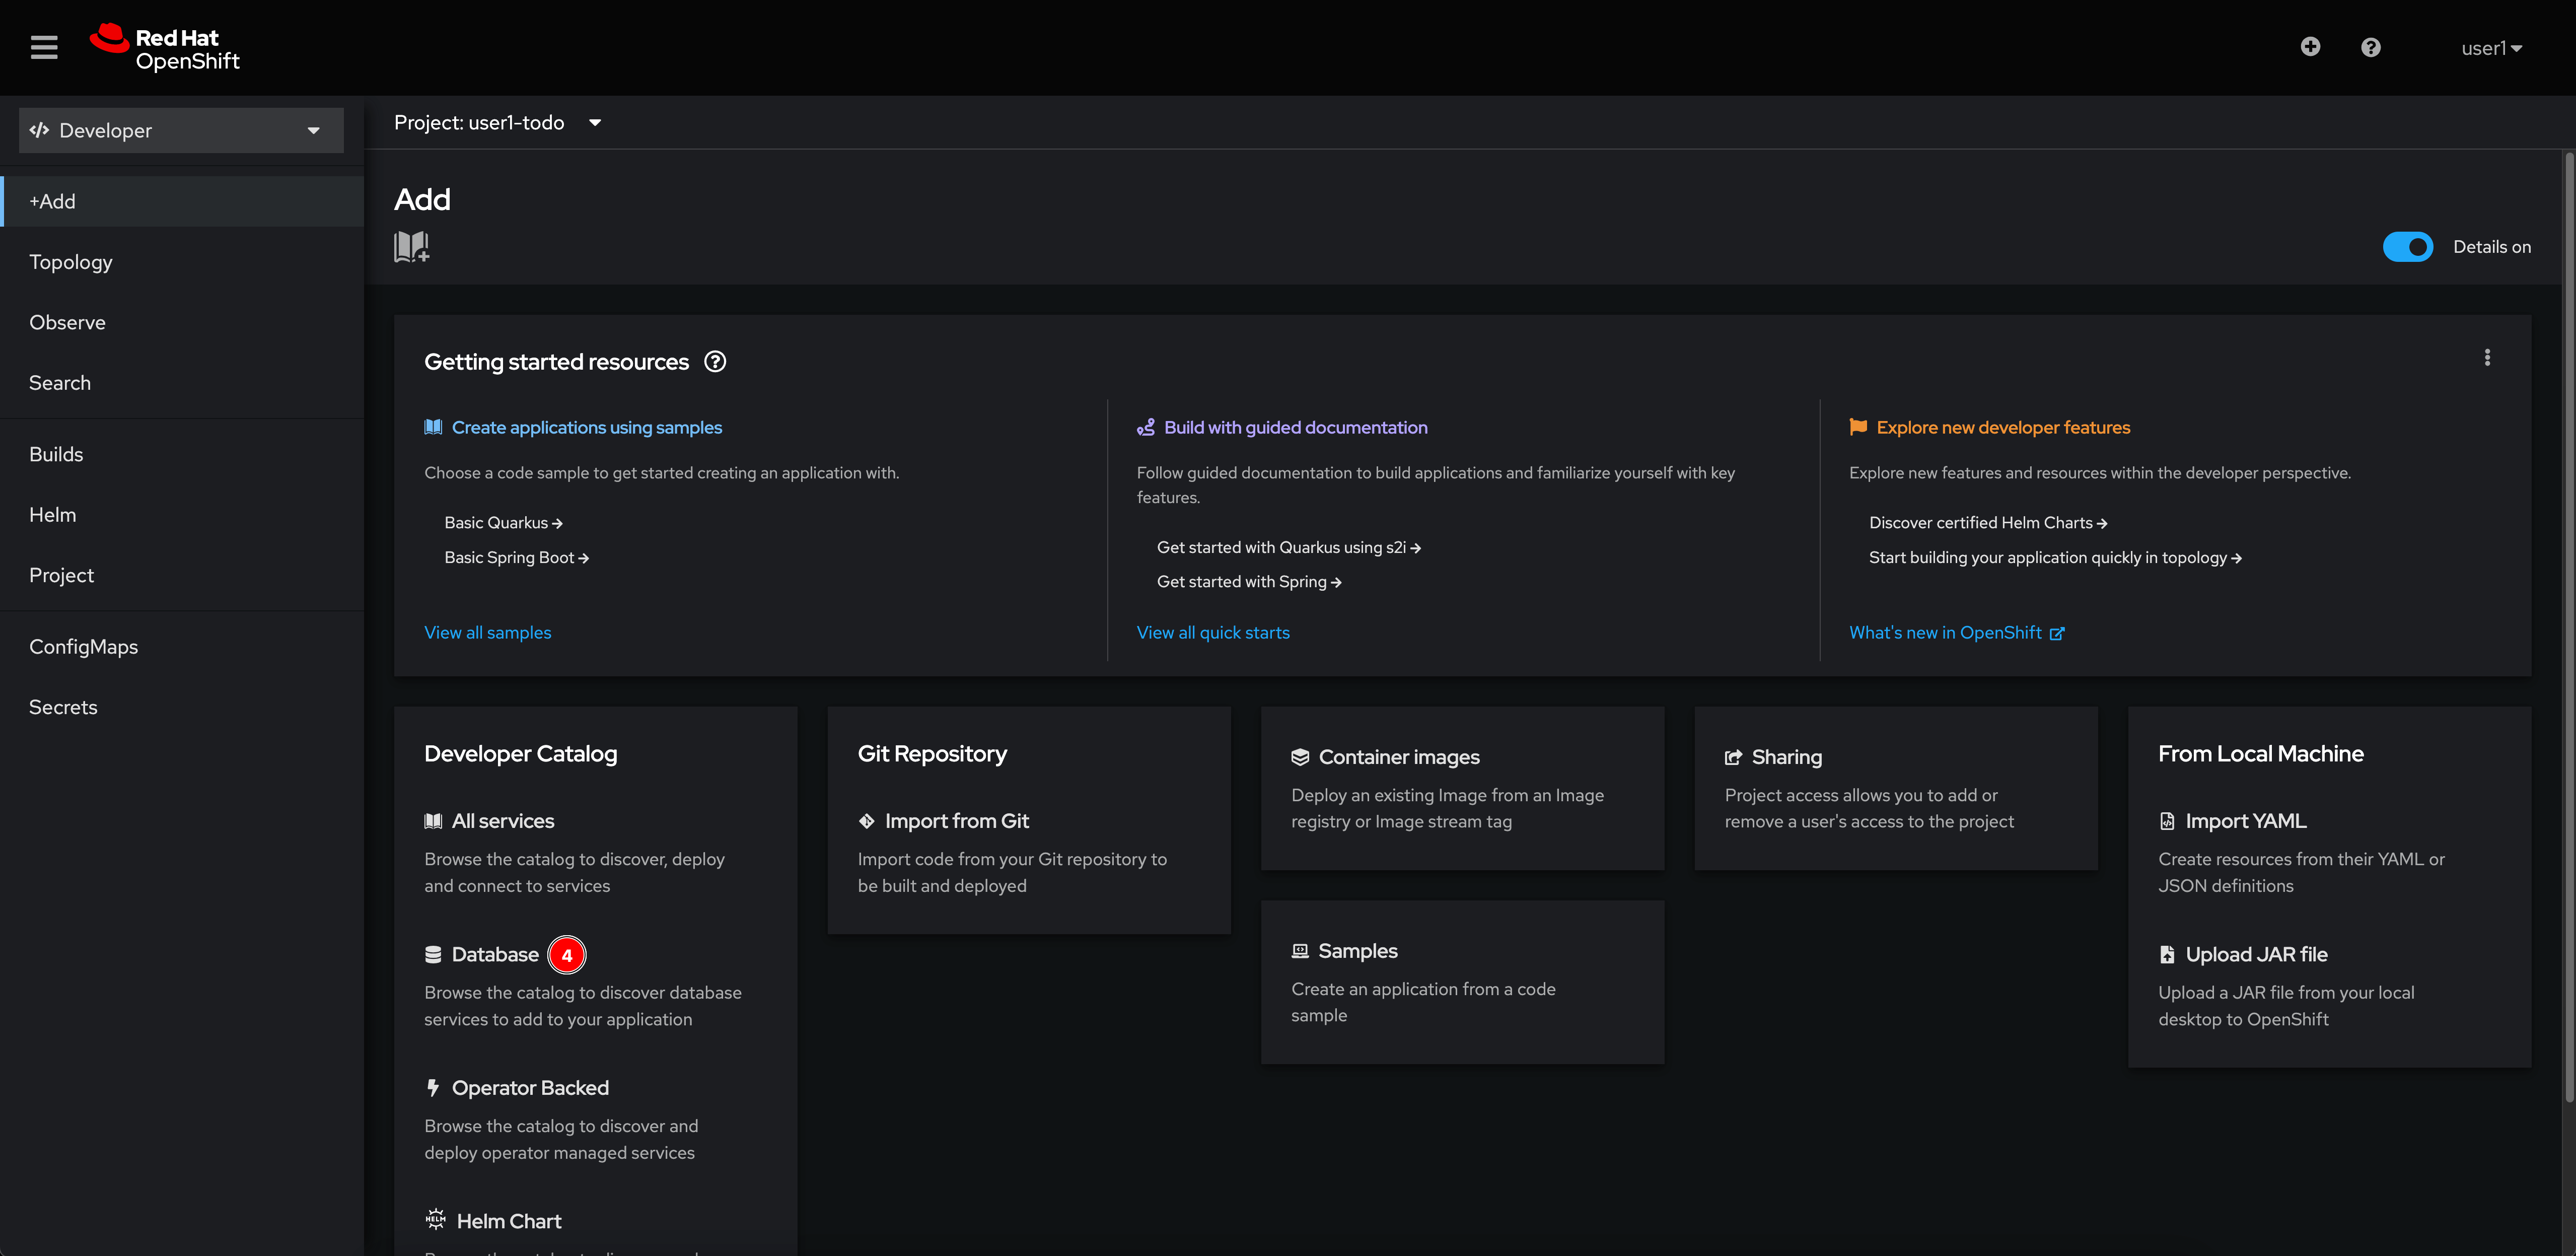 Red Hat
OpenShift
user1
Developer
+Add
Topology
Observe
Search
Builds
Helm
Project
ConfigMaps
Secrets
Project: user1-todo
Add
Details on
Getting started resources
Create applications using samples
Choose a code sample to get started creating an application with.
Basic Quarkus
Basic Spring Boot
View all samples
Build with guided documentation
Follow guided documentation to build applications and familiarize yourself with key
features.
Get started with Quarkus using s2i
Get started with Spring
View all quick starts
Explore new developer features
Explore new features and resources within the developer perspective.
Discover certified Helm Charts
Start building your application quickly in topology
What's new in OpenShift
Developer Catalog
All services
Browse the catalog to discover, deploy
and connect to services
Database 4
Browse the catalog to discover database
services to add to your application
Operator Backed
Browse the catalog to discover and
deploy operator managed services
HELM Helm Chart
Git Repository
Import from Git
Import code from your Git repository to
be built and deployed
Container images
Deploy an existing Image from an Image
registry or Image stream tag
Samples
Create an application from a code
sample
Sharing
Project access allows you to add or
remove a user's access to the project
From Local Machine
Import YAML
Create resources from their YAML or
JSON definitions
Upload JAR file
Upload a JAR file from your local
desktop to OpenShift